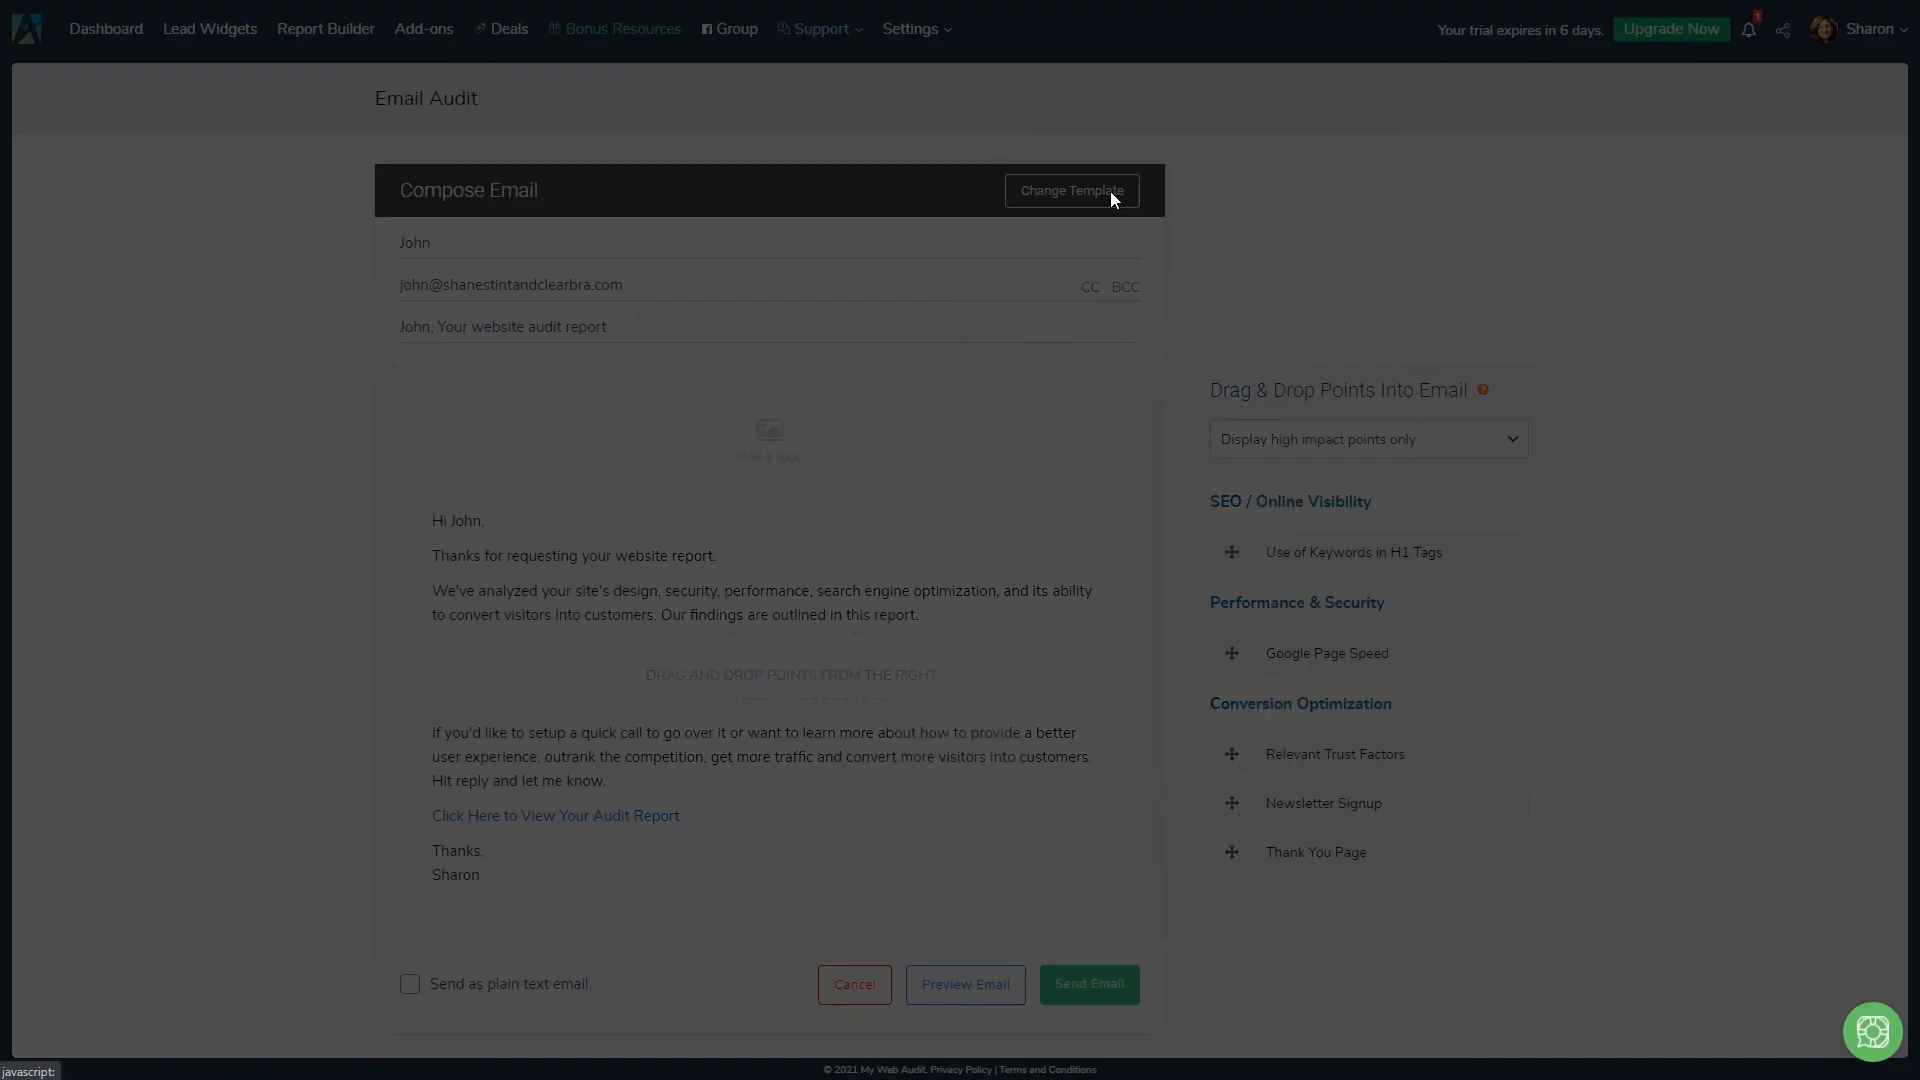 Dashboard
Lead Widgets
Report Builder
Add-ons
Deals
Bonus Resources
Group
Support
Settings
Your trial expires in 6 days.
Upgrade Now
1
Sharon
Email Audit
Compose Email
Change Template
John
john@shanestintandclearbra.com
CC BCC
John, Your website audit report
Hi John,
Thanks for requesting your website report.
We've analyzed your site's design, security, performance, search engine optimization, and its ability
to convert visitors into customers. Our findings are outlined in this report.
DRAG AND DROP POINTS FROM THE RIGHT
If you'd like to setup a quick call to go over it or want to learn more about how to provide a better
user experience, outrank the competition, get more traffic and convert more visitors into customers.
Hit reply and let me know.
Click Here to View Your Audit Report
Thanks,
Sharon
Send as plain text email.
Cancel
Preview Email
Send Email
Drag & Drop Points Into Email ?
Display high impact points only
SEO / Online Visibility
Use of Keywords in H1 Tags
Performance & Security
Google Page Speed
Conversion Optimization
Relevant Trust Factors
Newsletter Signup
Thank You Page
© 2021 My Web Audit. Privacy Policy | Terms and Conditions
javascript: